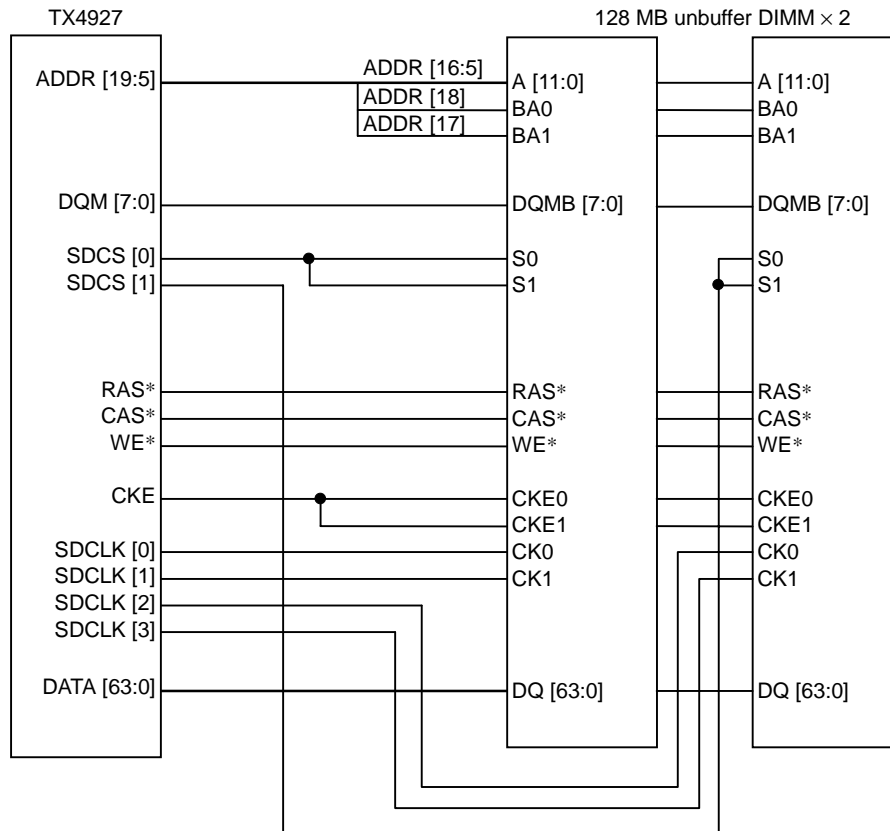 TX4927
128 MB unbuffer DIMM × 2
ADDR [19:5]
DQM [7:0]
SDCS [0]
SDCS [1]
RAS*
CAS*
WE*
CKE
SDCLK [0]
SDCLK [1]
SDCLK [2]
SDCLK [3]
DATA [63:0]
ADDR [16:5]
ADDR [18]
ADDR [17]
A [11:0]
BA0
BA1
DQMB [7:0]
S0
S1
RAS*
CAS*
WE*
CKE0
CKE1
CK0
CK1
DQ [63:0]
A [11:0]
BA0
BA1
DQMB [7:0]
S0
S1
RAS*
CAS*
WE*
CKE0
CKE1
CK0
CK1
DQ [63:0]